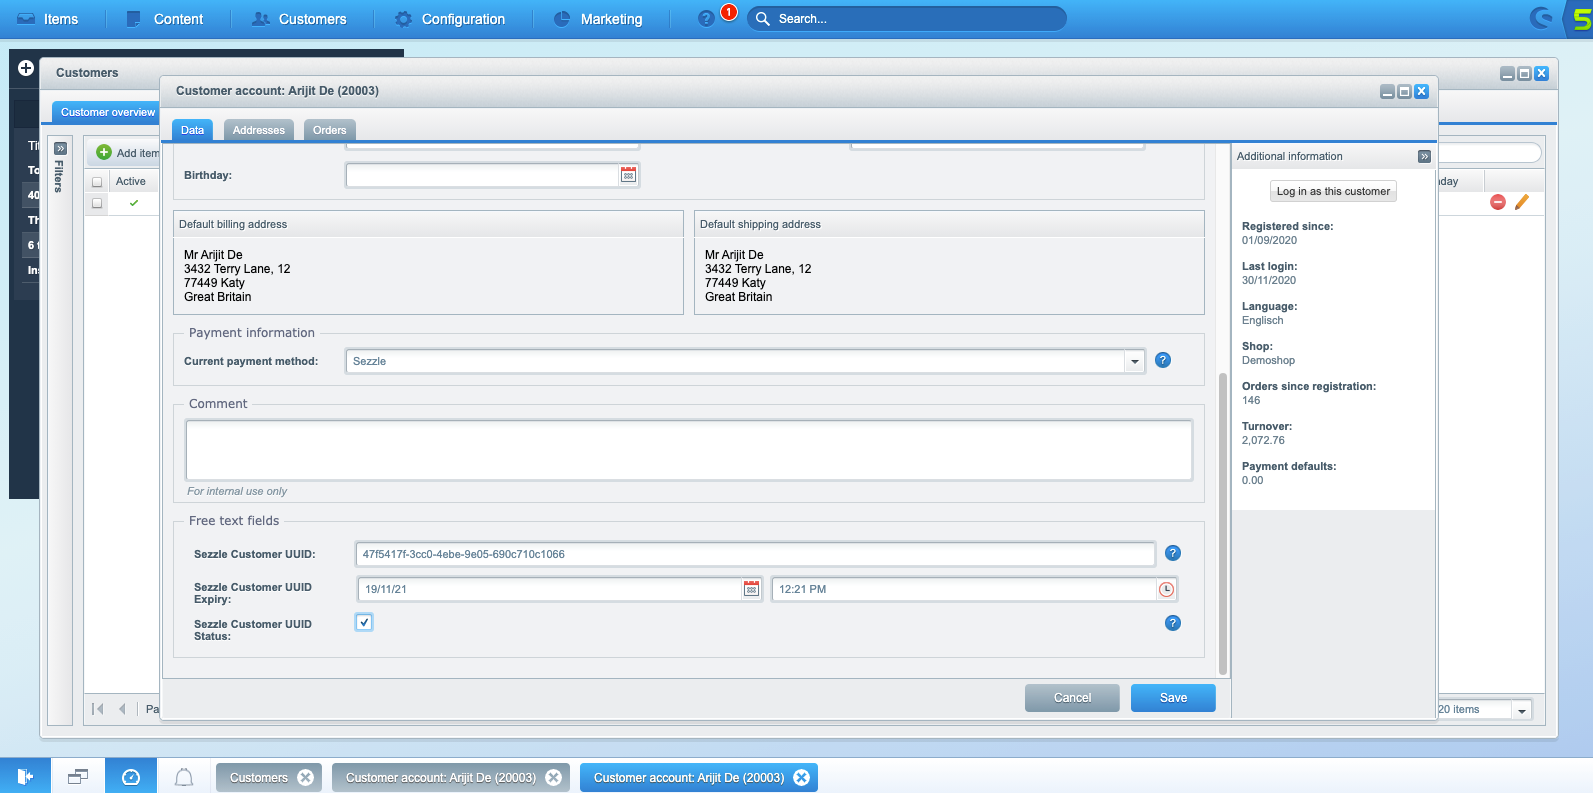 Items
Content
Customers
Configuration
Marketing
?
1
Search...
5
Customers
Customer overview
Filters
Add item
Active
To
40
Th
6
Customer account: Arijit De (20003)
Data
Addresses
Orders
Birthday:
Default billing address
Mr Arijit De
3432 Terry Lane, 12
77449 Katy
Great Britain
Default shipping address
Mr Arijit De
3432 Terry Lane, 12
77449 Katy
Great Britain
Payment information
Current payment method:
Sezzle
?
Comment
For internal use only
Free text fields
Sezzle Customer UUID:
47f5417f-3cc0-4ebe-9e05-690c710c1066
?
Sezzle Customer UUID
Expiry:
19/11/21
12:21 PM
Sezzle Customer UUID
Status:
?
Cancel
Save
Additional information
Log in as this customer
Registered since:
01/09/2020
Last login:
30/11/2020
Language:
Englisch
Shop:
Demoshop
Orders since registration:
146
Turnover:
2,072.76
Payment defaults:
0.00
day
Pa
20 items
Customers
Customer account: Arijit De (20003)
Customer account: Arijit De (20003)